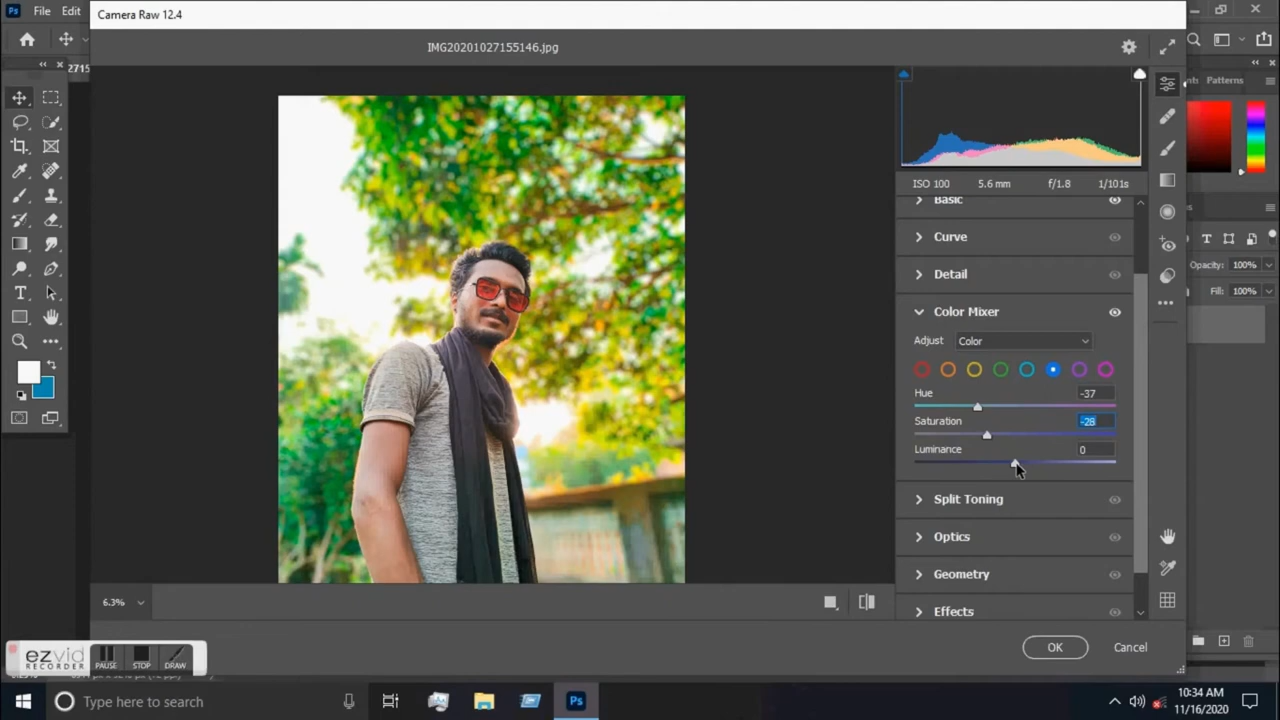 Camera Raw 12.4
File
Edit
IMG20201027155146.jpg
Patterns
ISO 100
5.6 mm
f/1.8
1/101s
Basic
Curve
Detail
Color Mixer
Adjust
Color
Hue
-37
Saturation
-28
Luminance
0
Split Toning
Optics
Geometry
Effects
Opacity:
100%
Fill:
100%
6.3%
OK
Cancel
ezvid
RECORDER
PAUSE
STOP
DRAW
Type here to search
10:34 AM
11/16/2020